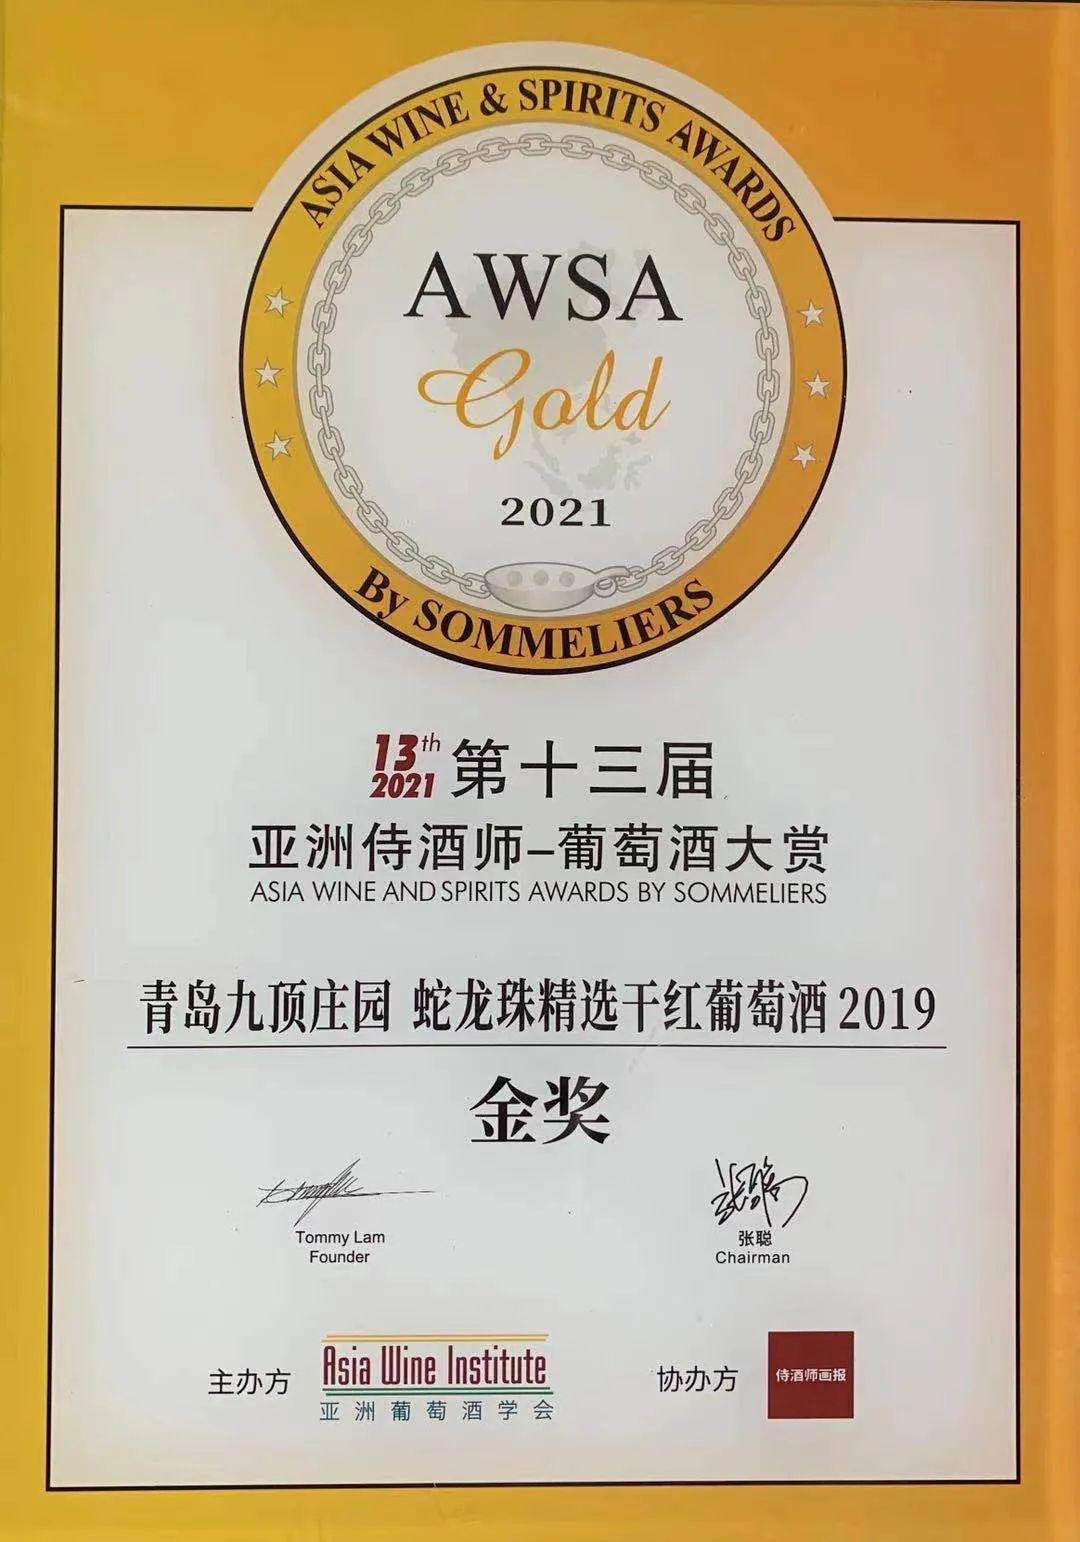 ASIA WINE & SPIRITS AWARDS
AWSA
Gold
2021
By SOMMELIERS
13th
2021
第十三届
亚洲侍酒师-葡萄酒大赏
ASIA WINE AND SPIRITS AWARDS BY SOMMELIERS
青岛九顶庄园 蛇龙珠精选干红葡萄酒 2019
金奖
Tommy Lam
Founder
张聪
Chairman
主办方
Asia Wine Institute
亚洲葡萄酒学会
协办方
侍酒师画报